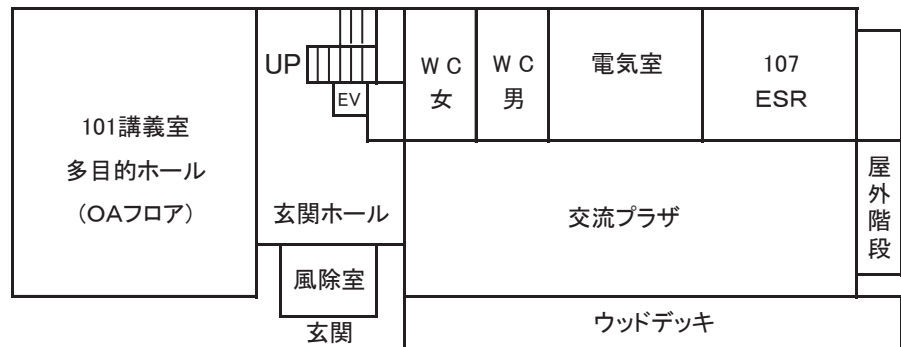 101講義室
多目的ホール
（OAフロア）
UP
EV
玄関ホール
風除室
玄関
W C
女
W C
男
電気室
107
ESR
交流プラザ
屋外階段
ウッドデッキ